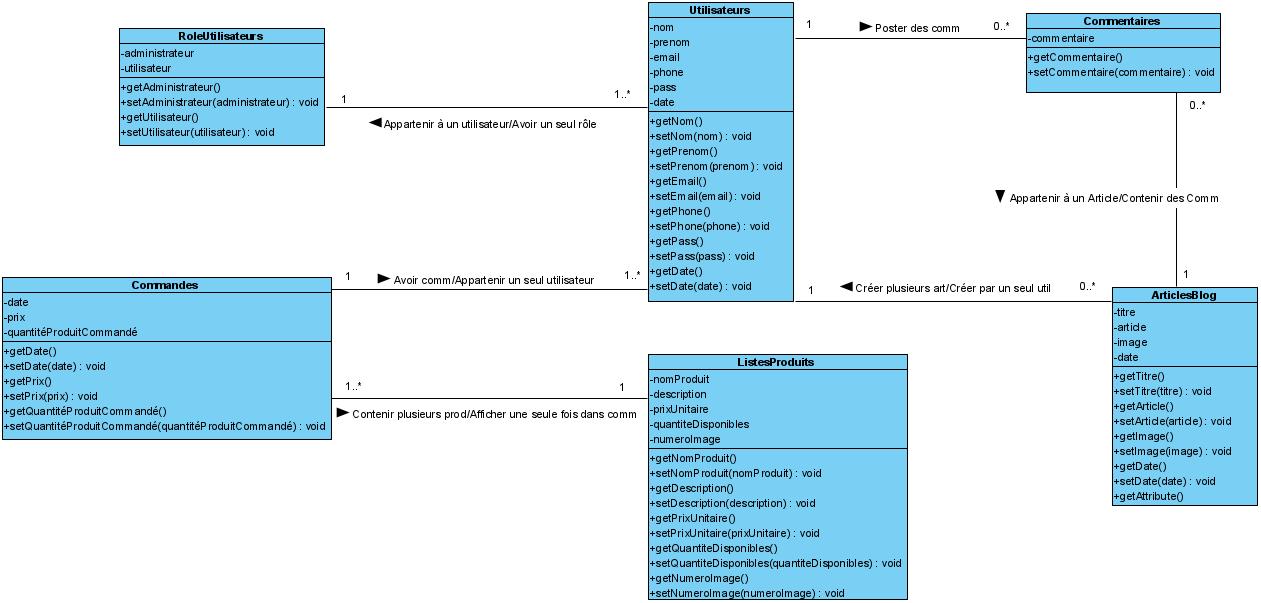 RoleUtilisateurs
-administrateur
-utilisateur
+getAdministrateur()
+setAdministrateur(administrateur) : void
+getUtilisateur()
+setUtilisateur(utilisateur) : void
1
1..*
Appartenir à un utilisateur/Avoir un seul rôle
Utilisateurs
-nom
-prenom
-email
-phone
-pass
-date
+getNom()
+setNom(nom) : void
+getPrenom()
+setPrenom(prenom) : void
+getEmail()
+setEmail(email) : void
+getPhone()
+setPhone(phone) : void
+getPass()
+setPass(pass) : void
+getDate()
+setDate(date) : void
1
Poster des comm
0..*
Commentaires
-commentaire
+getCommentaire()
+setCommentaire(commentaire) : void
0..*
Appartenir à un Article/Contenir des Comm
1
1
Créer plusieurs art/Créer par un seul util
0..*
ArticlesBlog
-titre
-article
-image
-date
+getTitre()
+setTitre(titre) : void
+getArticle()
+setArticle(article) : void
+getImage()
+setImage(image) : void
+getDate()
+setDate(date) : void
+getAttribute()
1
Avoir comm/Appartenir un seul utilisateur
1..*
Commandes
-date
-prix
-quantitéProduitCommandé
+getDate()
+setDate(date) : void
+getPrix()
+setPrix(prix) : void
+getQuantitéProduitCommandé()
+setQuantitéProduitCommandé(quantitéProduitCommandé) : void
1..*
1
Contenir plusieurs prod/Afficher une seule fois dans comm
ListesProduits
-nomProduit
-description
-prixUnitaire
-quantiteDisponibles
-numeroImage
+getNomProduit()
+setNomProduit(nomProduit) : void
+getDescription()
+setDescription(description) : void
+getPrixUnitaire()
+setPrixUnitaire(prixUnitaire) : void
+getQuantiteDisponibles()
+setQuantiteDisponibles(quantiteDisponibles) : void
+getNumeroImage()
+setNumeroImage(numeroImage) : void